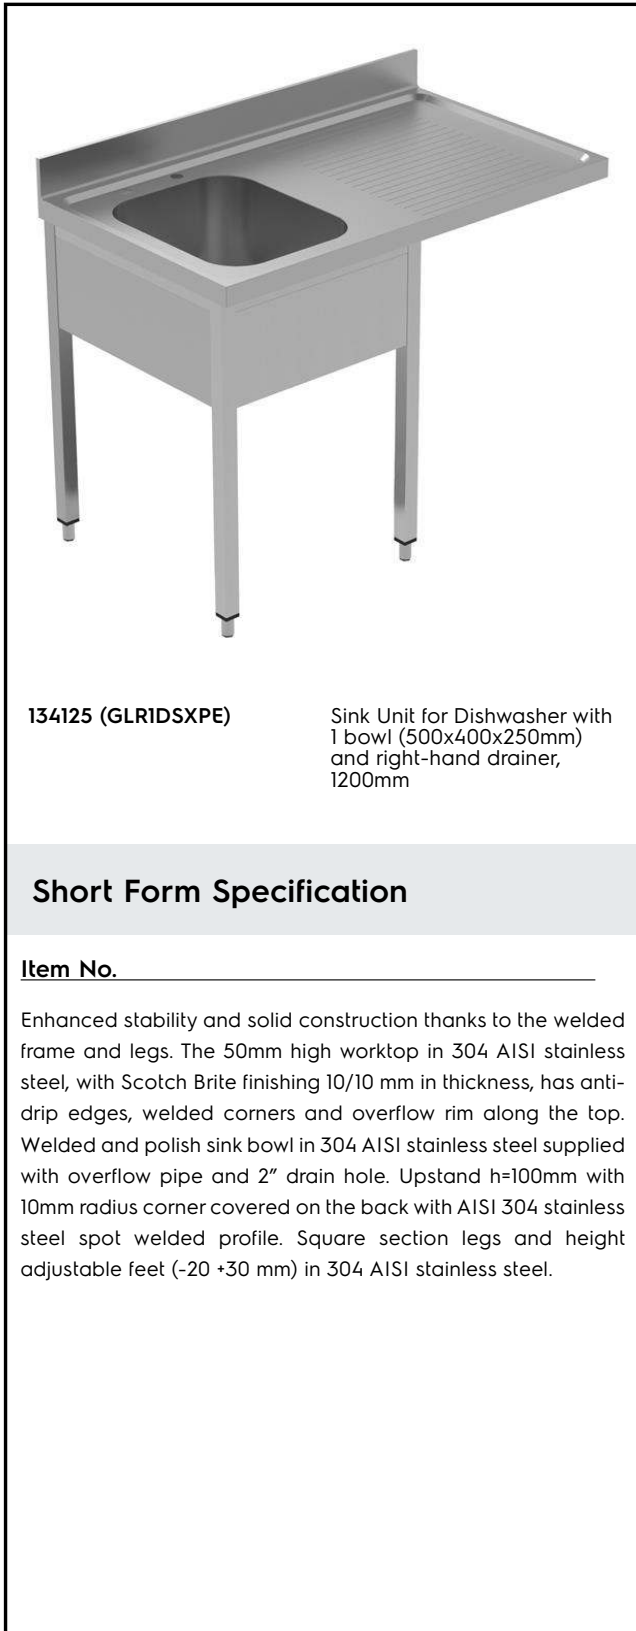 134125 (GLR1DSXPE)
Sink Unit for Dishwasher with
1 bowl (500x400x250mm)
and right-hand drainer,
1200mm
Short Form Specification
Item No.
Enhanced stability and solid construction thanks to the welded
frame and legs. The 50mm high worktop in 304 AISI stainless
steel, with Scotch Brite finishing 10/10 mm in thickness, has anti-
drip edges, welded corners and overflow rim along the top.
Welded and polish sink bowl in 304 AISI stainless steel supplied
with overflow pipe and 2” drain hole. Upstand h=100mm with
10mm radius corner covered on the back with AISI 304 stainless
steel spot welded profile. Square section legs and height
adjustable feet (-20 +30 mm) in 304 AISI stainless steel.